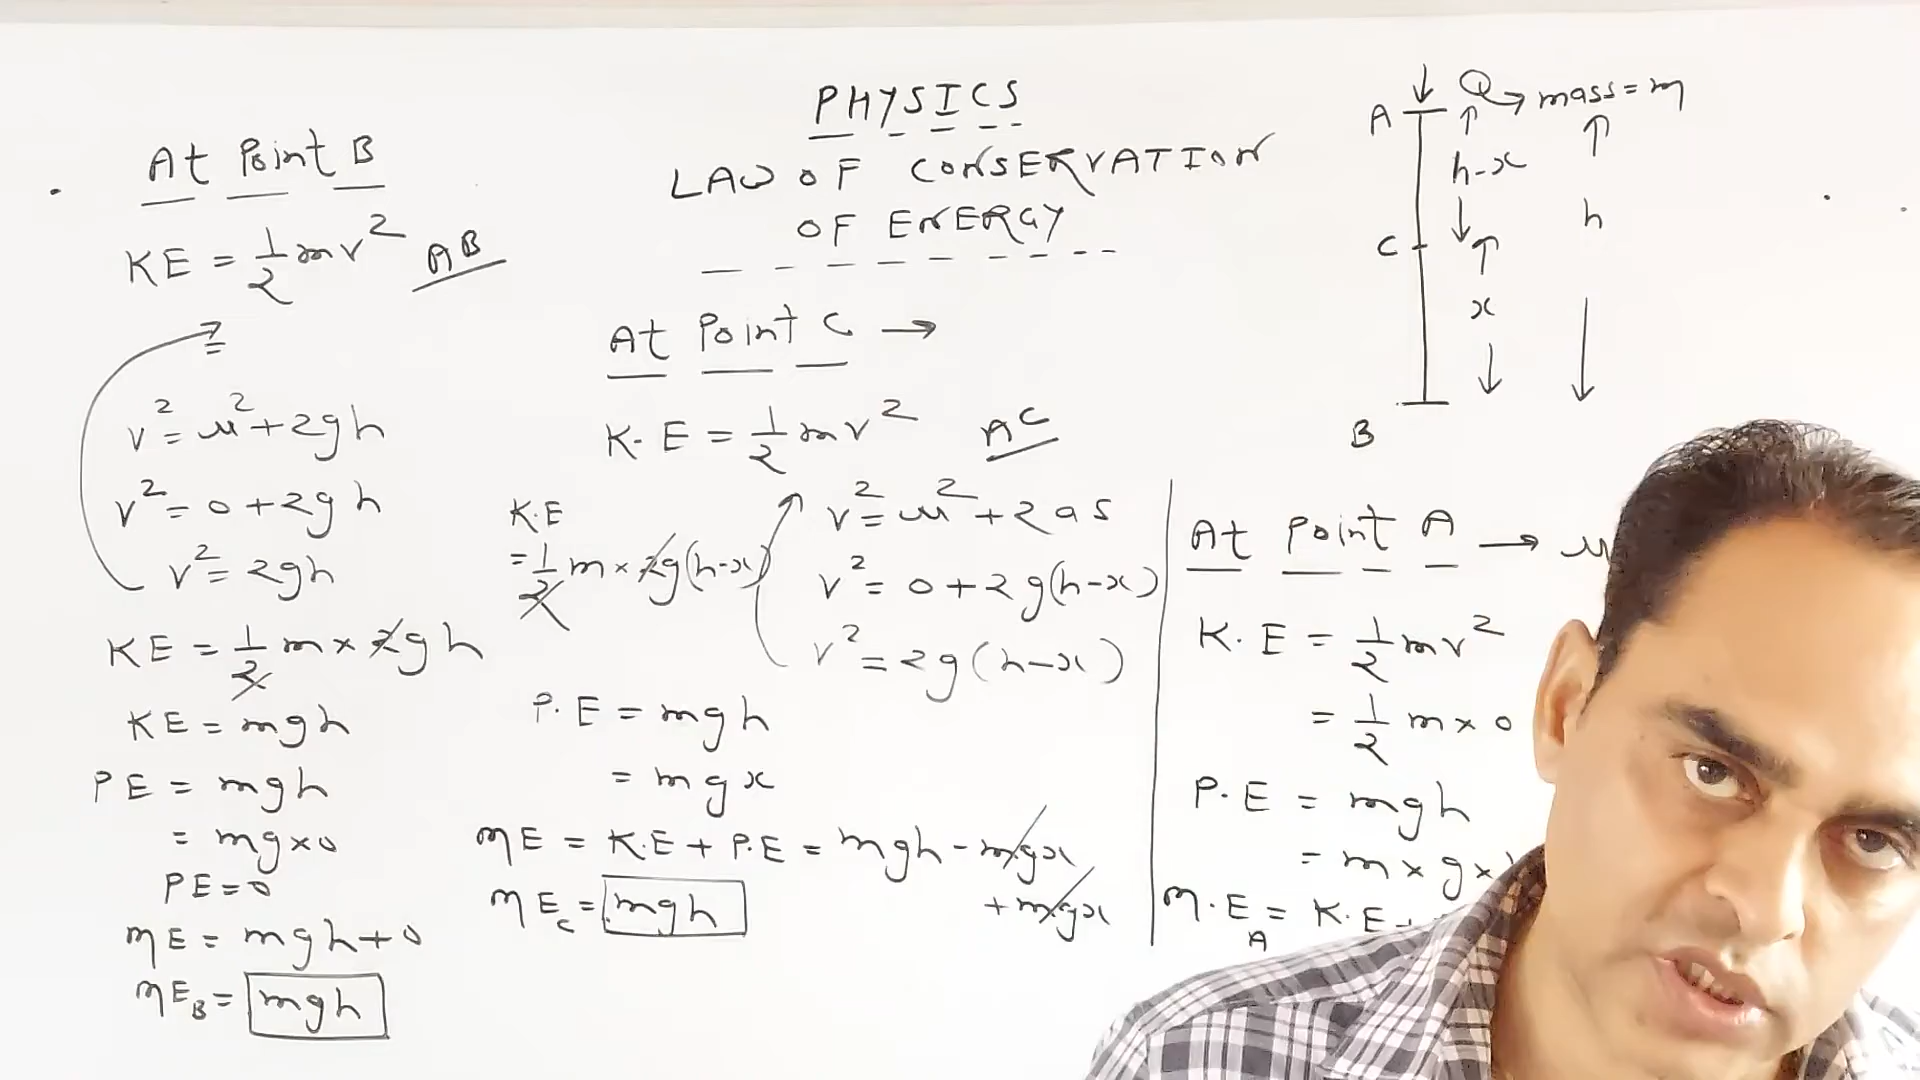 PHYSICS
LAW OF CONSERVATION
OF ENERGY
A
mass = m
h-x
h
C
x
B
At Point B
KE = 1/2 mv² AB
v² = u² + 2gh
v² = 0 + 2gh
v² = 2gh
KE = 1/2 m × 2gh
KE = mgh
PE = mgh
= mg×0
PE = 0
ME = mgh + 0
ME_B = mgh
At Point C →
K.E = 1/2 mv² AC
v² = u² + 2as
v² = 0 + 2g(h-x)
v² = 2g(h-x)
K.E
= 1/2 m × 2g(h-x)
P.E = mgh
= mgx
ME = K.E + P.E = mgh - mgx
+ mgx
ME_C = mgh
At Point A → u
K.E = 1/2 mv²
= 1/2 m × 0
P.E = mgh
= m × g ×
M.E_A = K.E +